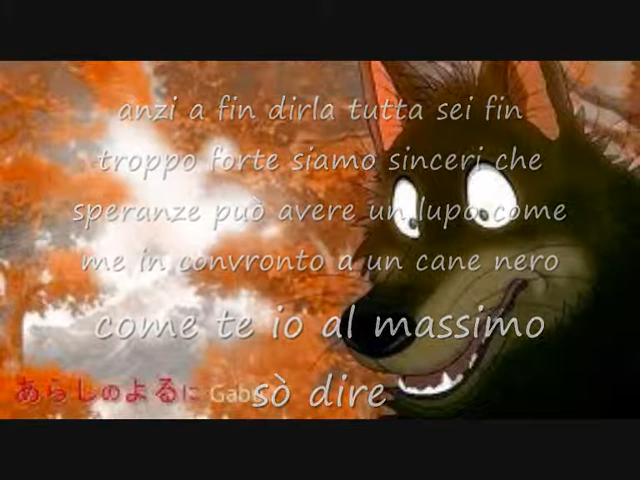 anzi a fin dirla tutta sei fin
troppo forte siamo sinceri che
speranze può avere un lupo come
me in convronto a un cane nero
come te io al massimo
sò dire
あらしのよるに